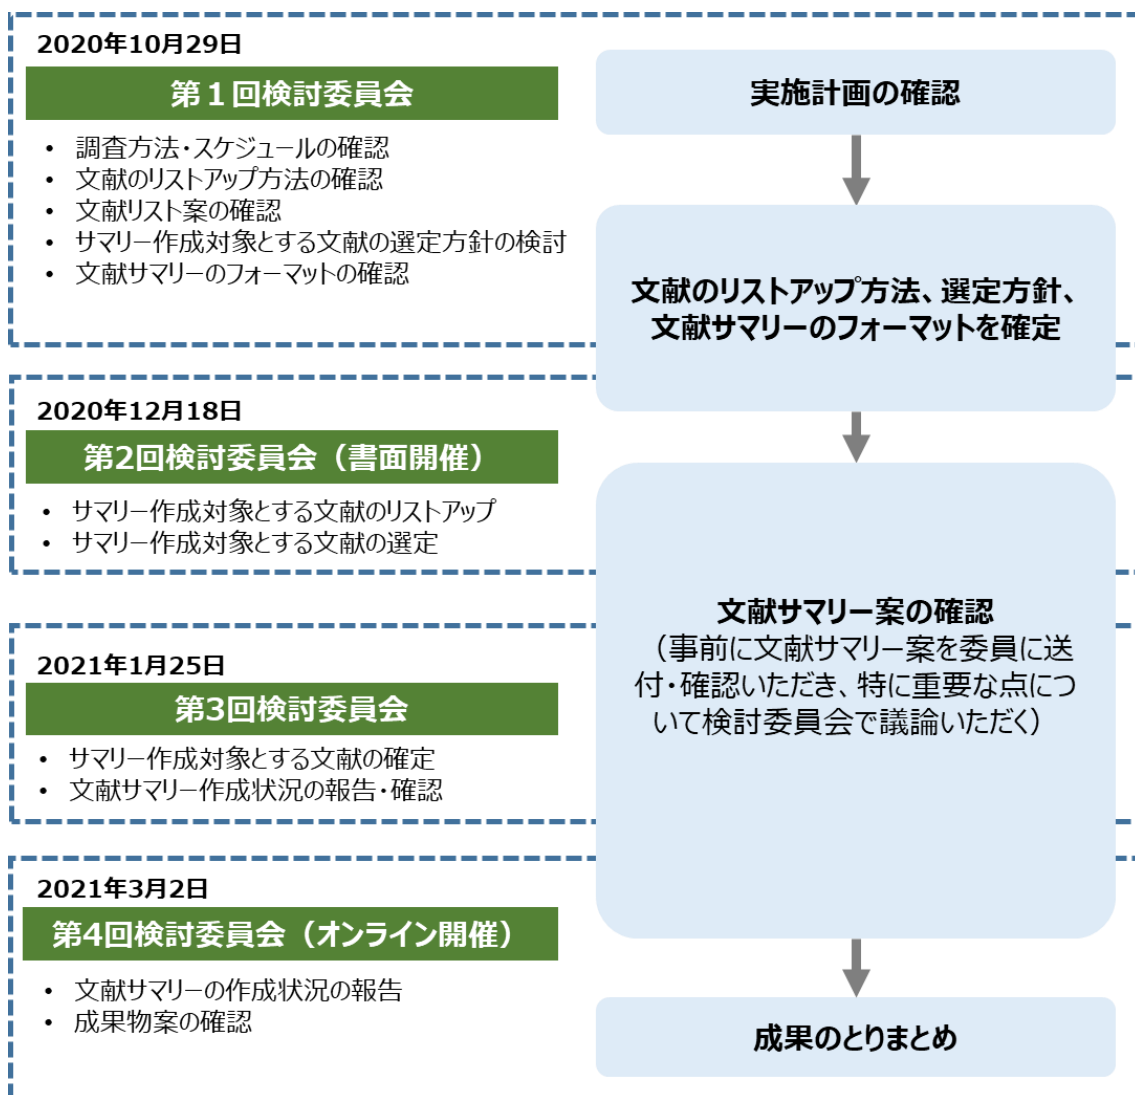 2020年10月29日
第１回検討委員会
• 調査方法・スケジュールの確認
• 文献のリストアップ方法の確認
• 文献リスト案の確認
• サマリー作成対象とする文献の選定方針の検討
• 文献サマリーのフォーマットの確認
実施計画の確認
文献のリストアップ方法、選定方針、
文献サマリーのフォーマットを確定
2020年12月18日
第2回検討委員会（書面開催）
• サマリー作成対象とする文献のリストアップ
• サマリー作成対象とする文献の選定
文献サマリー案の確認
（事前に文献サマリー案を委員に送
付・確認いただき、特に重要な点につ
いて検討委員会で議論いただく）
2021年1月25日
第3回検討委員会
• サマリー作成対象とする文献の確定
• 文献サマリー作成状況の報告・確認
2021年3月2日
第4回検討委員会（オンライン開催）
• 文献サマリーの作成状況の報告
• 成果物案の確認
成果のとりまとめ